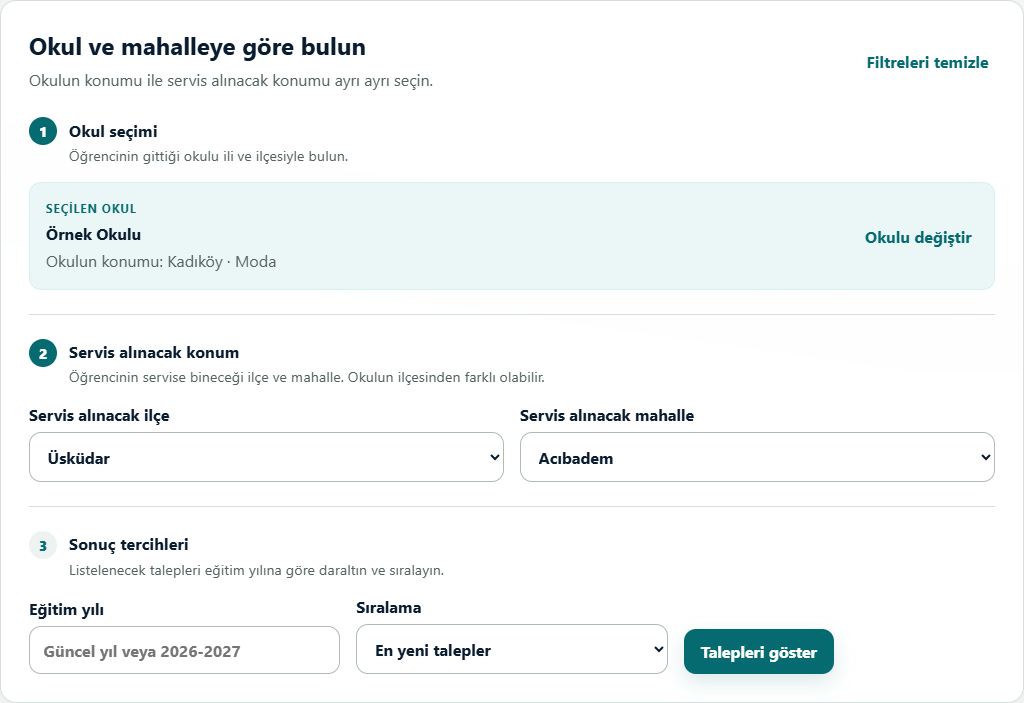 Okul ve mahalleye göre bulun
Okulun konumu ile servis alınacak konumu ayrı ayrı seçin.
Filtreleri temizle
1
Okul seçimi
Öğrencinin gittiği okulu ili ve ilçesiyle bulun.
SEÇİLEN OKUL
Örnek Okulu
Okulun konumu: Kadıköy · Moda
Okulu değiştir
2
Servis alınacak konum
Öğrencinin servise bineceği ilçe ve mahalle. Okulun ilçesinden farklı olabilir.
Servis alınacak ilçe
Üsküdar
Servis alınacak mahalle
Acıbadem
3
Sonuç tercihleri
Listelenecek talepleri eğitim yılına göre daraltın ve sıralayın.
Eğitim yılı
Güncel yıl veya 2026-2027
Sıralama
En yeni talepler
Talepleri göster